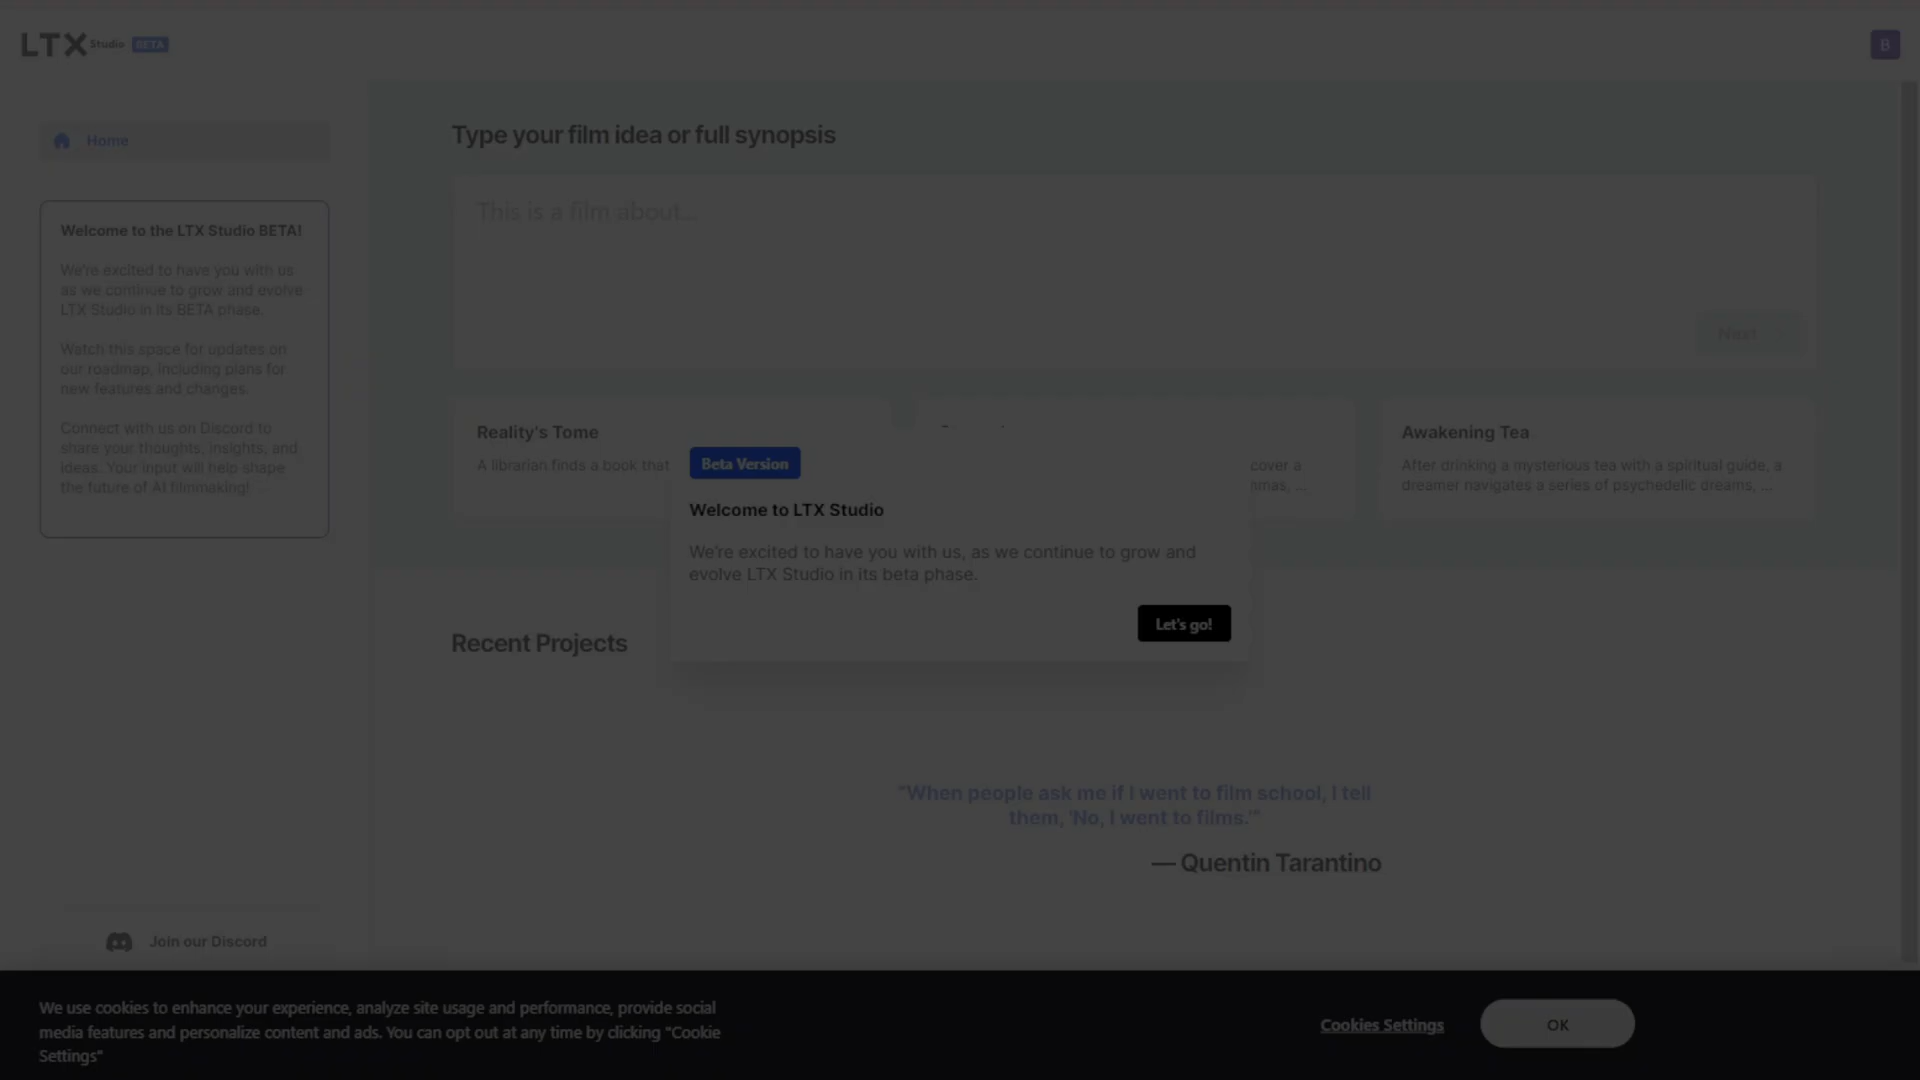 LTX Studio BETA
B
Home
Welcome to the LTX Studio BETA!
We're excited to have you with us
as we continue to grow and evolve
LTX Studio in its BETA phase.
Watch this space for updates on
our roadmap, including plans for
new features and changes.
Connect with us on Discord to
share your thoughts, insights, and
ideas. Your input will help shape
the future of AI filmmaking!
Join our Discord
Type your film idea or full synopsis
This is a film about...
Next
Reality's Tome
A librarian finds a book that
cover a
mmas, ...
Awakening Tea
After drinking a mysterious tea with a spiritual guide, a
dreamer navigates a series of psychedelic dreams, ...
Beta Version
Welcome to LTX Studio
We're excited to have you with us, as we continue to grow and
evolve LTX Studio in its beta phase.
Let's go!
Recent Projects
"When people ask me if I went to film school, I tell
them, 'No, I went to films.'"
— Quentin Tarantino
We use cookies to enhance your experience, analyze site usage and performance, provide social
media features and personalize content and ads. You can opt out at any time by clicking "Cookie
Settings"
Cookies Settings
OK